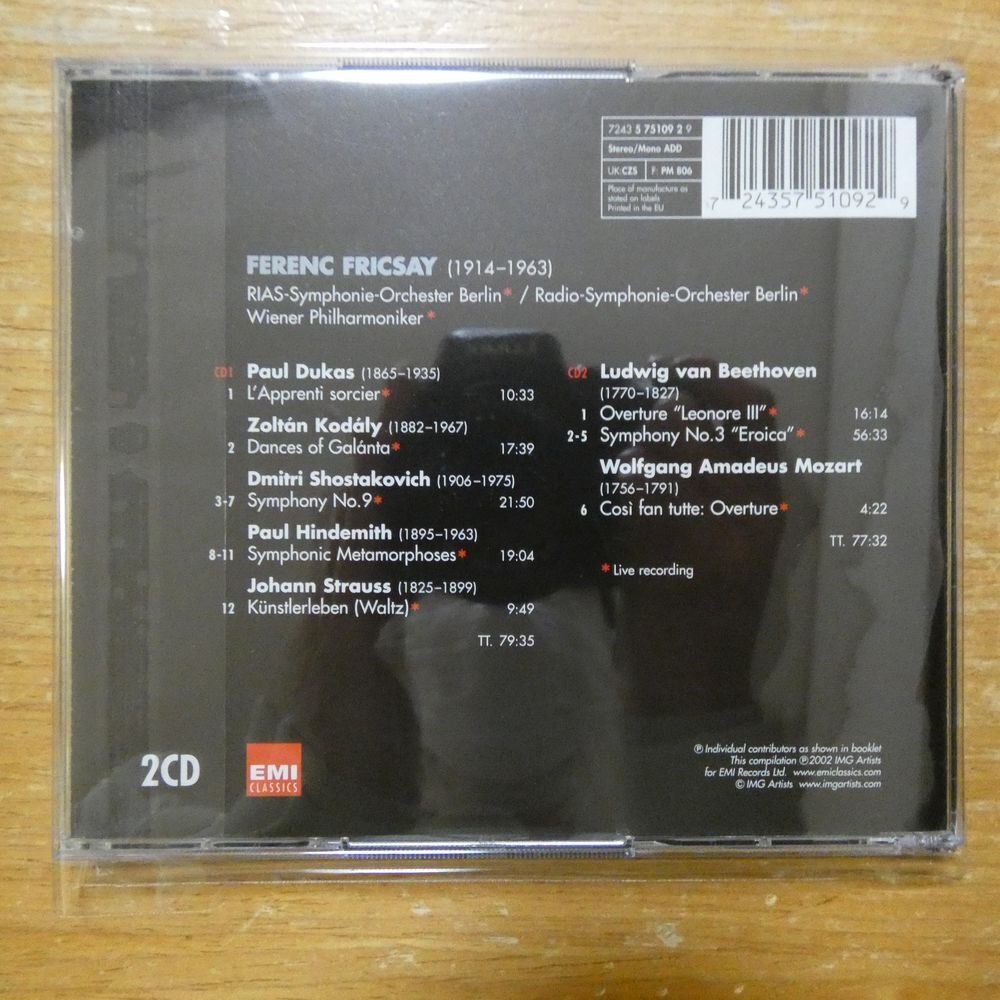 7243 5 75109 2 9
Stereo/Mono ADD
UK:CZS F: PM 806
Place of manufacture as
stated on labels
Printed in the EU
7 24357 51092 9
FERENC FRICSAY (1914–1963)
RIAS-Symphonie-Orchester Berlin* / Radio-Symphonie-Orchester Berlin*
Wiener Philharmoniker*
CD1 Paul Dukas (1865–1935)
1 L'Apprenti sorcier* 10:33
Zoltán Kodály (1882–1967)
2 Dances of Galánta* 17:39
Dmitri Shostakovich (1906–1975)
3-7 Symphony No.9* 21:50
Paul Hindemith (1895–1963)
8-11 Symphonic Metamorphoses* 19:04
Johann Strauss (1825–1899)
12 Künstlerleben (Waltz)* 9:49
TT. 79:35
CD2 Ludwig van Beethoven
(1770–1827)
1 Overture "Leonore III"* 16:14
2-5 Symphony No.3 "Eroica"* 56:33
Wolfgang Amadeus Mozart
(1756–1791)
6 Così fan tutte: Overture* 4:22
TT. 77:32
* Live recording
2CD
EMI
CLASSICS
℗ Individual contributors as shown in booklet
This compilation ℗2002 IMG Artists
for EMI Records Ltd. www.emiclassics.com
© IMG Artists www.imgartists.com